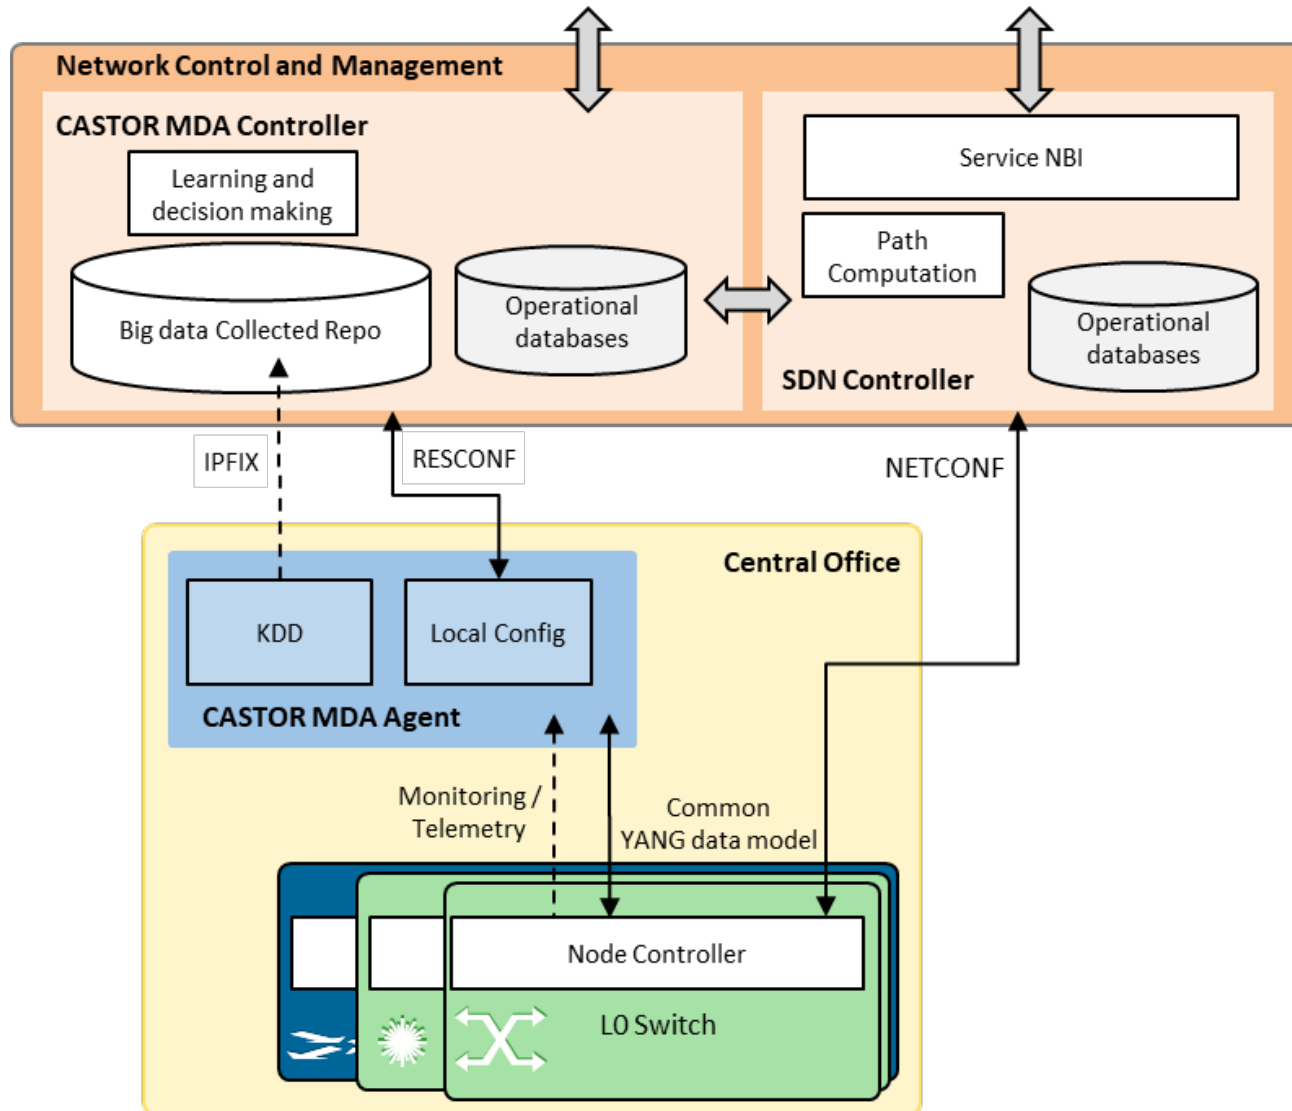 Network Control and Management
CASTOR MDA Controller
Learning and
decision making
Big data Collected Repo
Operational
databases
Service NBI
Path
Computation
Operational
databases
SDN Controller
IPFIX
RESCONF
NETCONF
Central Office
KDD
Local Config
CASTOR MDA Agent
Monitoring /
Telemetry
Common
YANG data model
Node Controller
L0 Switch